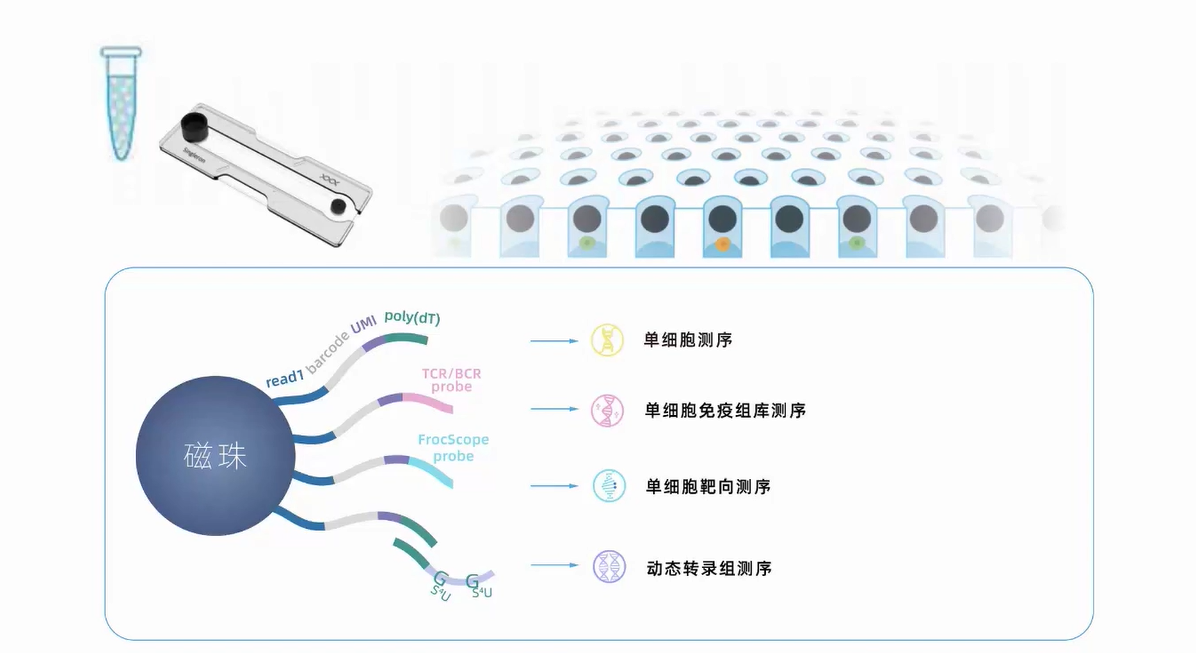 Singleron
XXX
read1 barcode UMI poly(dT)
TCR/BCR
probe
FrocScope
probe
磁珠
G G
S⁴U S⁴U
单细胞测序
单细胞免疫组库测序
单细胞靶向测序
动态转录组测序